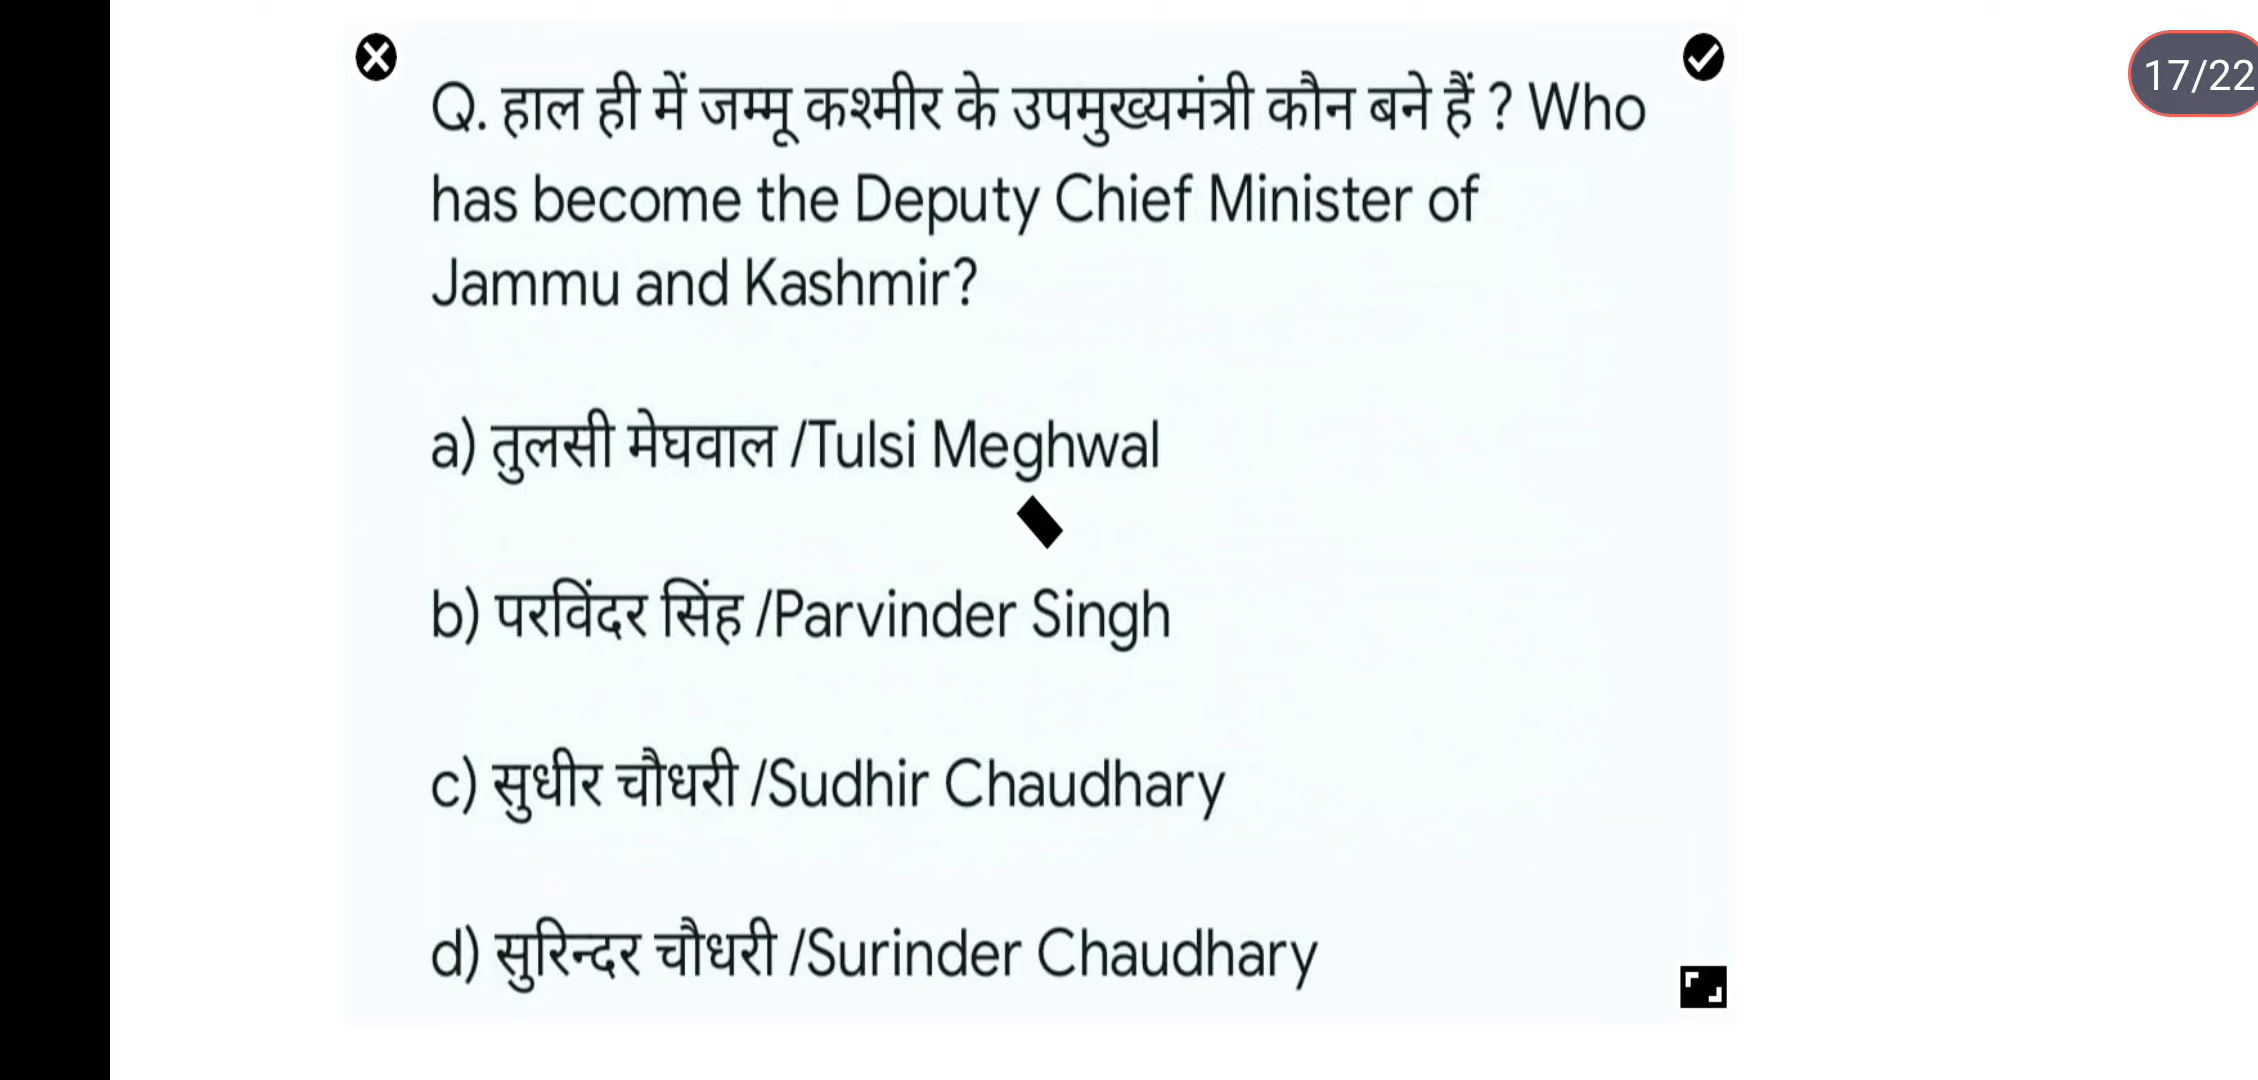 17/22
Q. हाल ही में जम्मू कश्मीर के उपमुख्यमंत्री कौन बने हैं ? Who
has become the Deputy Chief Minister of
Jammu and Kashmir?
a) तुलसी मेघवाल /Tulsi Meghwal
b) परविंदर सिंह /Parvinder Singh
c) सुधीर चौधरी /Sudhir Chaudhary
d) सुरिन्दर चौधरी /Surinder Chaudhary